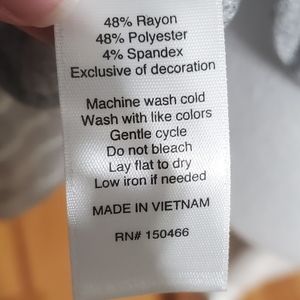 48% Rayon
48% Polyester
4% Spandex
Exclusive of decoration
Machine wash cold
Wash with like colors
Gentle cycle
Do not bleach
Lay flat to dry
Low iron if needed
MADE IN VIETNAM
RN# 150466